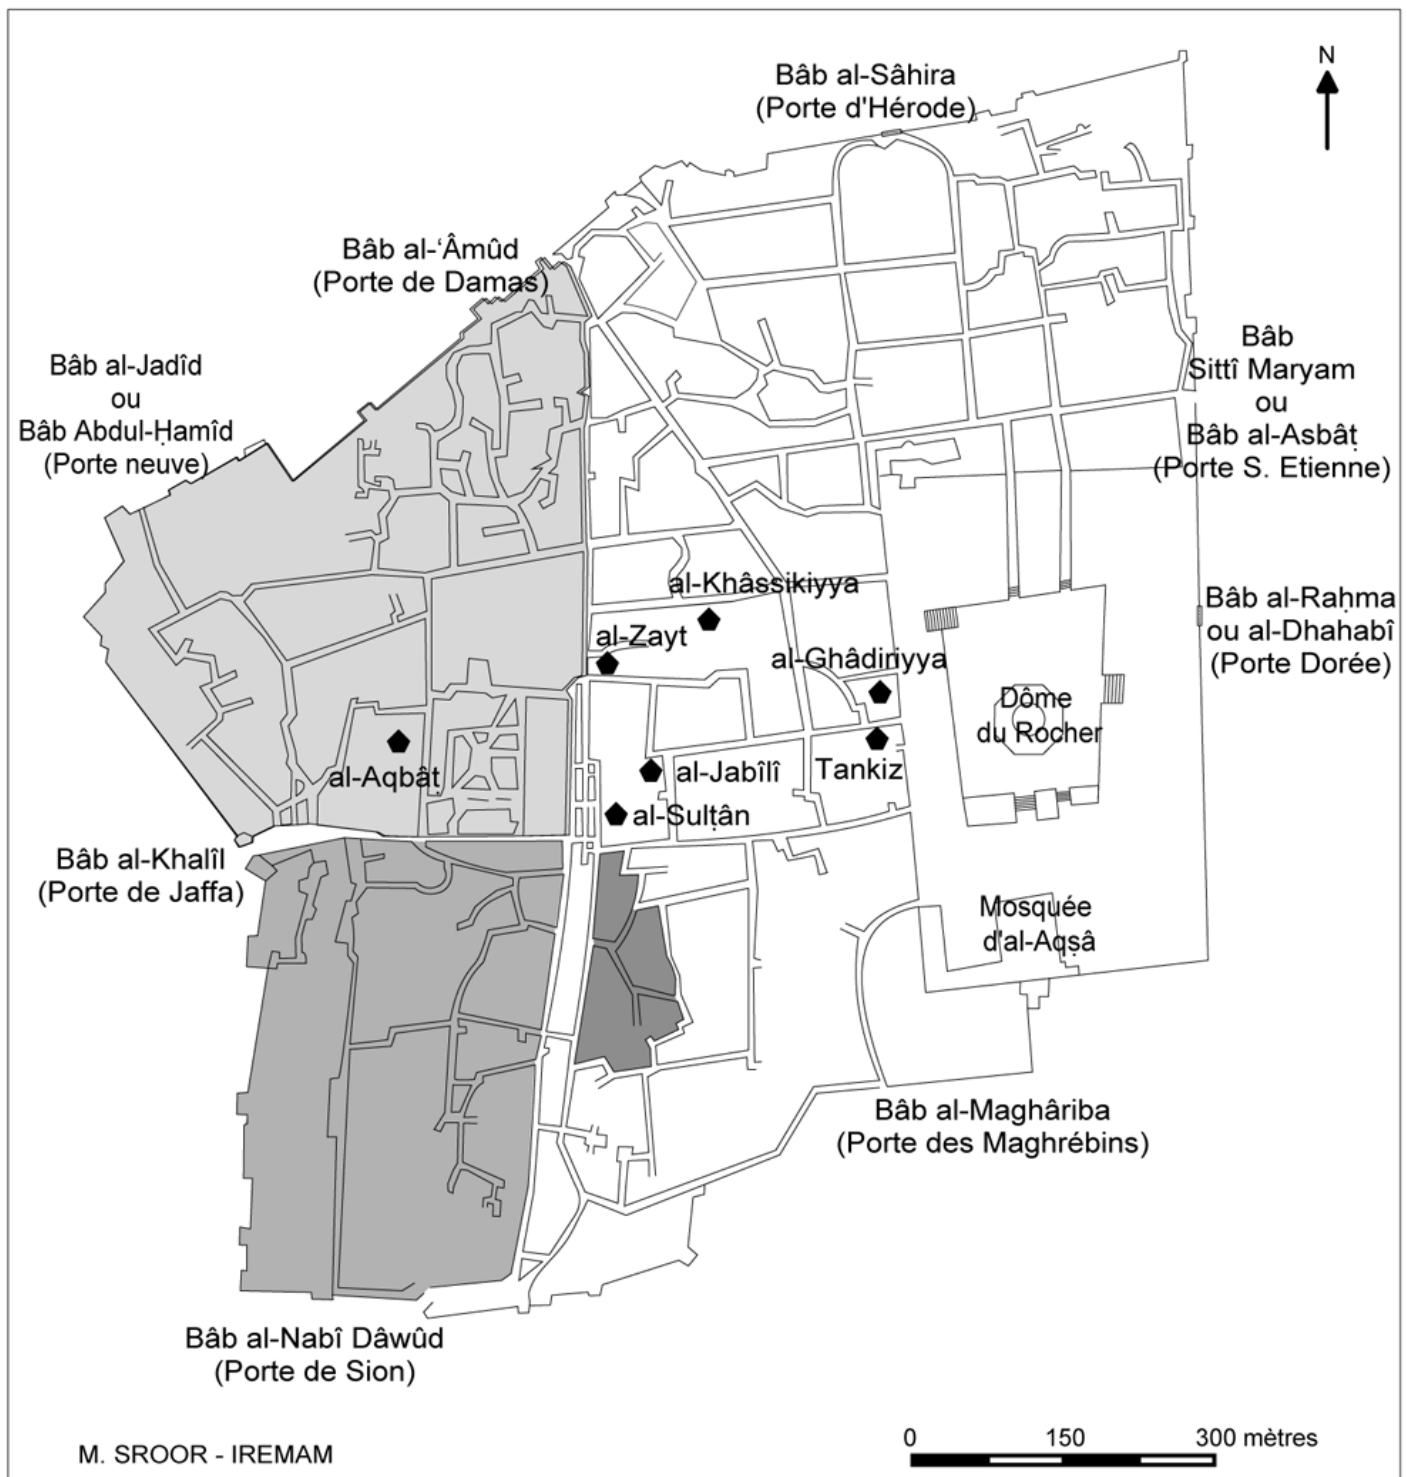 N
Bâb al-Sâhira
(Porte d'Hérode)
Bâb al-‘Âmûd
(Porte de Damas)
Bâb al-Jadîd
ou
Bâb Abdul-Ḥamîd
(Porte neuve)
Bâb
Sittî Maryam
ou
Bâb al-Asbâṭ
(Porte S. Etienne)
al-Khâssikiyya
al-Zayt
al-Ghâdiriyya
Bâb al-Raḥma
ou al-Dhahabî
(Porte Dorée)
Dôme
du Rocher
al-Aqbâṭ
al-Jabîlî
Tankiz
al-Sulṭân
Bâb al-Khalîl
(Porte de Jaffa)
Mosquée
d'al-Aqṣâ
Bâb al-Maghâriba
(Porte des Maghrébins)
Bâb al-Nabî Dâwûd
(Porte de Sion)
M. SROOR - IREMAM
0 150 300 mètres